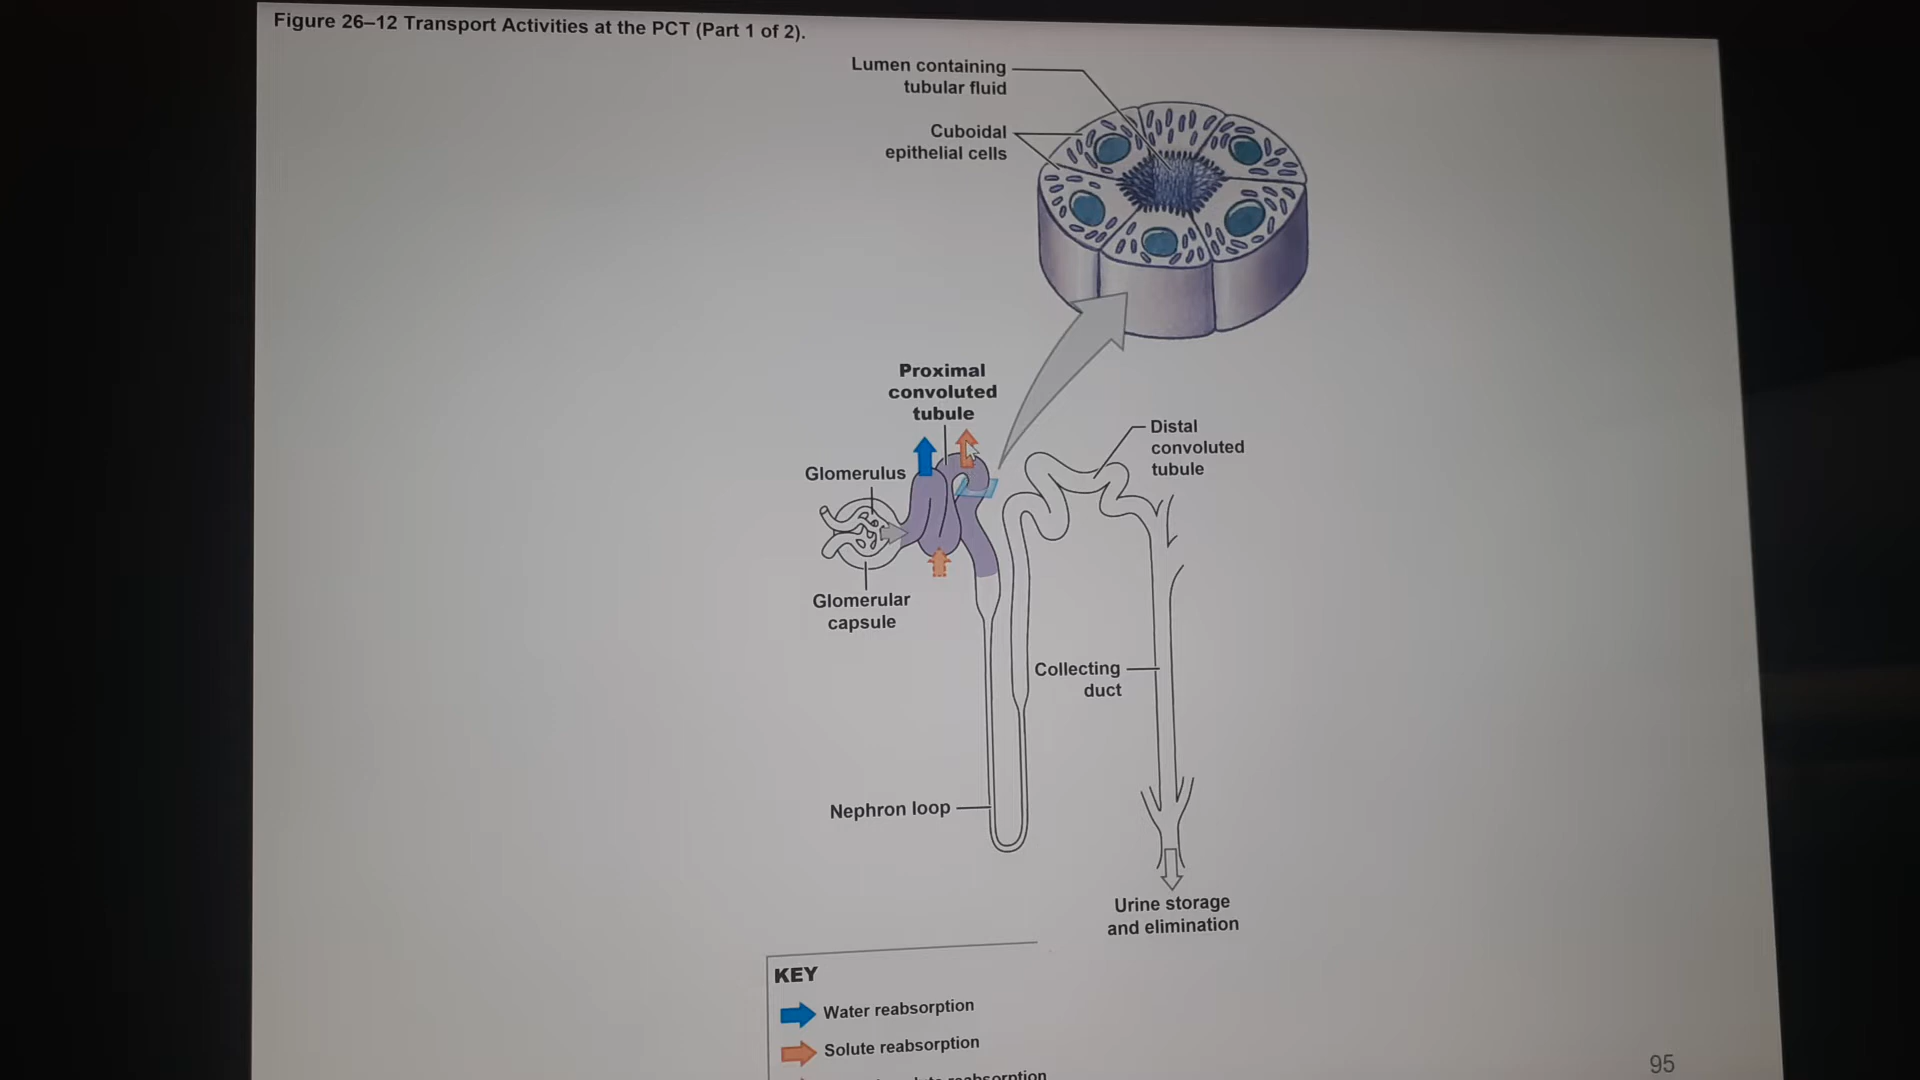 Figure 26–12 Transport Activities at the PCT (Part 1 of 2).
Lumen containing
tubular fluid
Cuboidal
epithelial cells
Proximal
convoluted
tubule
Distal
convoluted
tubule
Glomerulus
Glomerular
capsule
Collecting
duct
Nephron loop
Urine storage
and elimination
KEY
Water reabsorption
Solute reabsorption
reabsorption
95